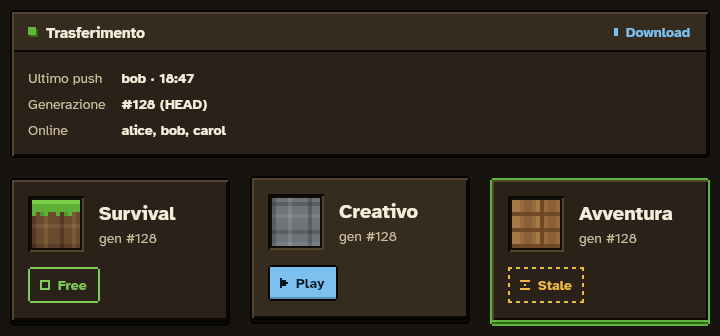 Trasferimento
Download
Ultimo push bob · 18:47
Generazione #128 (HEAD)
Online alice, bob, carol
Survival
gen #128
Free
Creativo
gen #128
Play
Avventura
gen #128
Stale